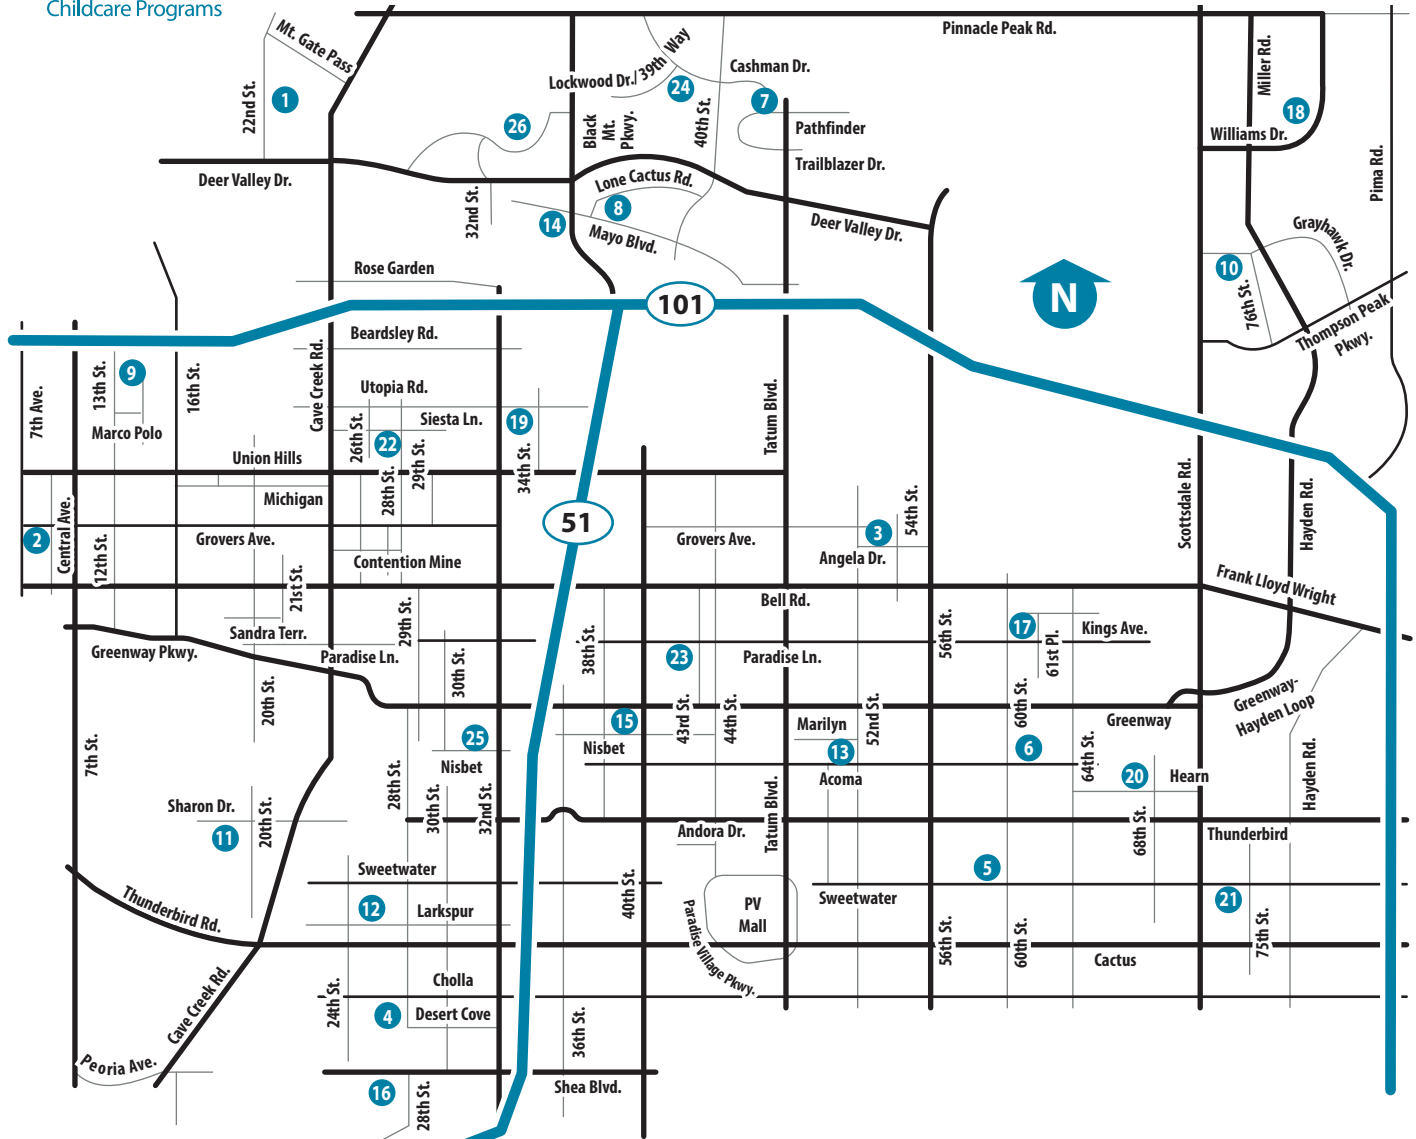 Childcare Programs
Pinnacle Peak Rd.
Mt. Gate Pass
22nd St.
1
Lockwood Dr./ 39th Way
24
Cashman Dr.
7
40th St.
Miller Rd.
18
Williams Dr.
26
Black
Mt.
Pkwy.
Pathfinder
Trailblazer Dr.
Pima Rd.
Deer Valley Dr.
32nd St.
Lone Cactus Rd.
8
14
Mayo Blvd.
Deer Valley Dr.
Grayhawk Dr.
10
76th St.
Rose Garden
101
N
Thompson Peak
Pkwy.
Beardsley Rd.
Cave Creek Rd.
7th Ave.
13th St.
9
16th St.
Marco Polo
Utopia Rd.
Siesta Ln.
26th St.
22
29th St.
19
34th St.
Tatum Blvd.
Union Hills
Michigan
28th St.
51
54th St.
Scottsdale Rd.
Hayden Rd.
2
Central Ave.
12th St.
Grovers Ave.
Grovers Ave.
3
Angela Dr.
Contention Mine
21st St.
Bell Rd.
Frank Lloyd Wright
29th St.
Sandra Terr.
Greenway Pkwy.
Paradise Ln.
30th St.
38th St.
23
Paradise Ln.
56th St.
17
61st Pl.
Kings Ave.
20th St.
43rd St.
44th St.
52nd St.
60th St.
Greenway
Greenway-
Hayden Loop
15
Nisbet
Marilyn
13
Acoma
6
64th St.
20
Hearn
25
Nisbet
7th St.
28th St.
30th St.
32nd St.
Tatum Blvd.
Hayden Rd.
Sharon Dr.
11
20th St.
Andora Dr.
68th St.
Thunderbird
Sweetwater
40th St.
5
Sweetwater
21
Thunderbird Rd.
12
Larkspur
PV
Mall
Paradise Village Pkwy.
56th St.
60th St.
75th St.
Cactus
Cave Creek Rd.
24th St.
Cholla
4
Desert Cove
36th St.
Peoria Ave.
16
28th St.
Shea Blvd.